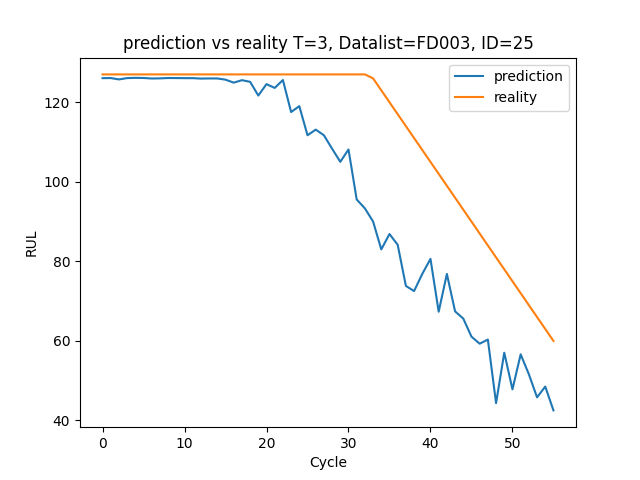 prediction vs reality T=3, Datalist=FD003, ID=25
prediction
reality
RUL
120
100
80
60
40
0 10 20 30 40 50
Cycle